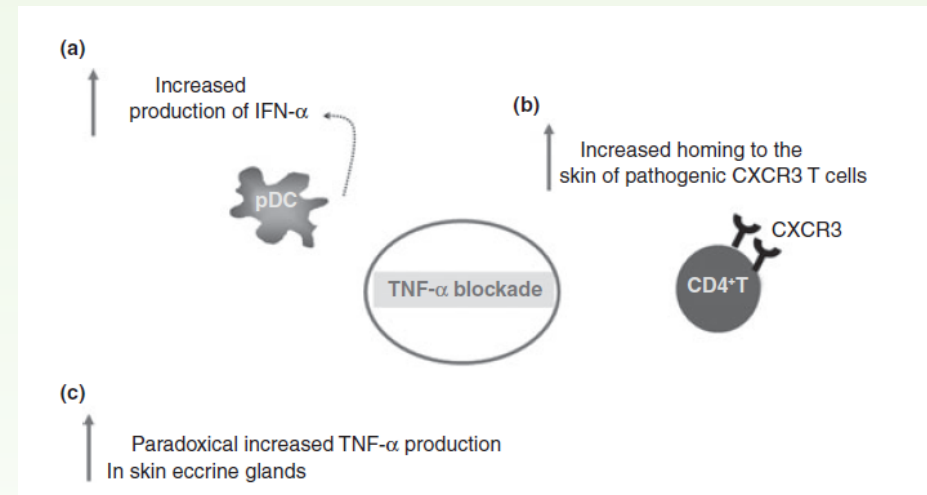 (a)
Increased
production of IFN-α
pDC
(b)
Increased homing to the
skin of pathogenic CXCR3 T cells
CXCR3
CD4⁺T
TNF-α blockade
(c)
Paradoxical increased TNF-α production
In skin eccrine glands